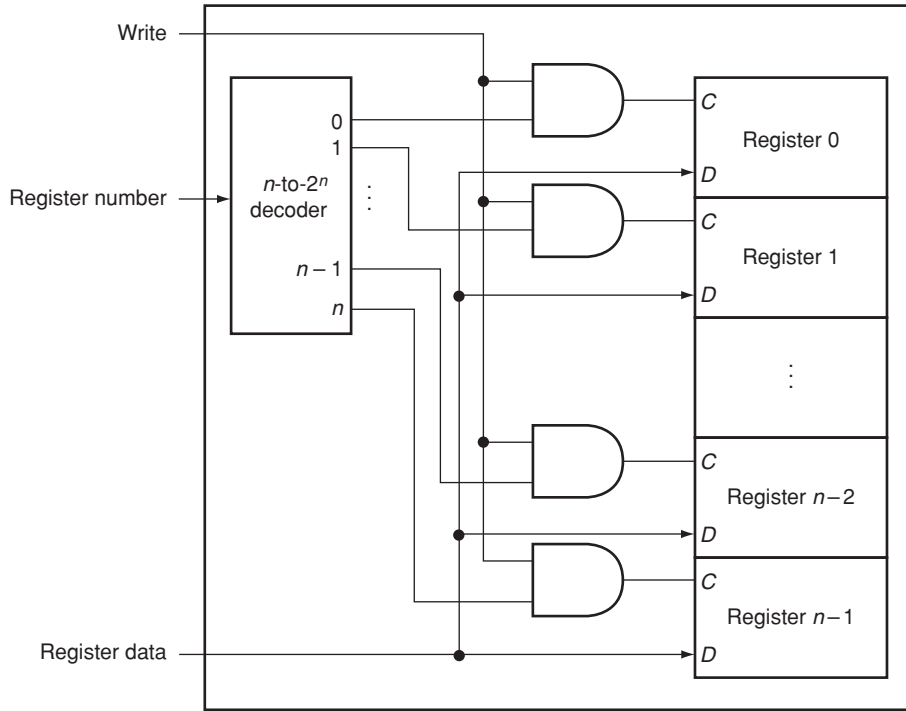 Write
0
1
⋮
n-to-2ⁿ
decoder
n – 1
n
Register number
Register data
C
Register 0
D
C
Register 1
D
⋮
C
Register n – 2
D
C
Register n – 1
D